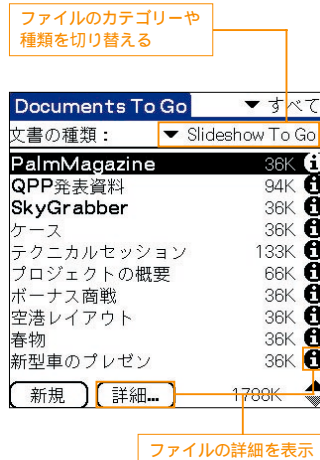 ファイルのカテゴリーや
種類を切り替える
Documents To Go ▼ すべて
文書の種類： ▼ Slideshow To Go
PalmMagazine 36K
QPP発表資料 94K
SkyGrabber 36K
ケース 36K
テクニカルセッション 133K
プロジェクトの概要 66K
ボーナス商戦 36K
空港レイアウト 36K
春物 36K
新型車のプレゼン 36K
新規 詳細... 1788K
ファイルの詳細を表示